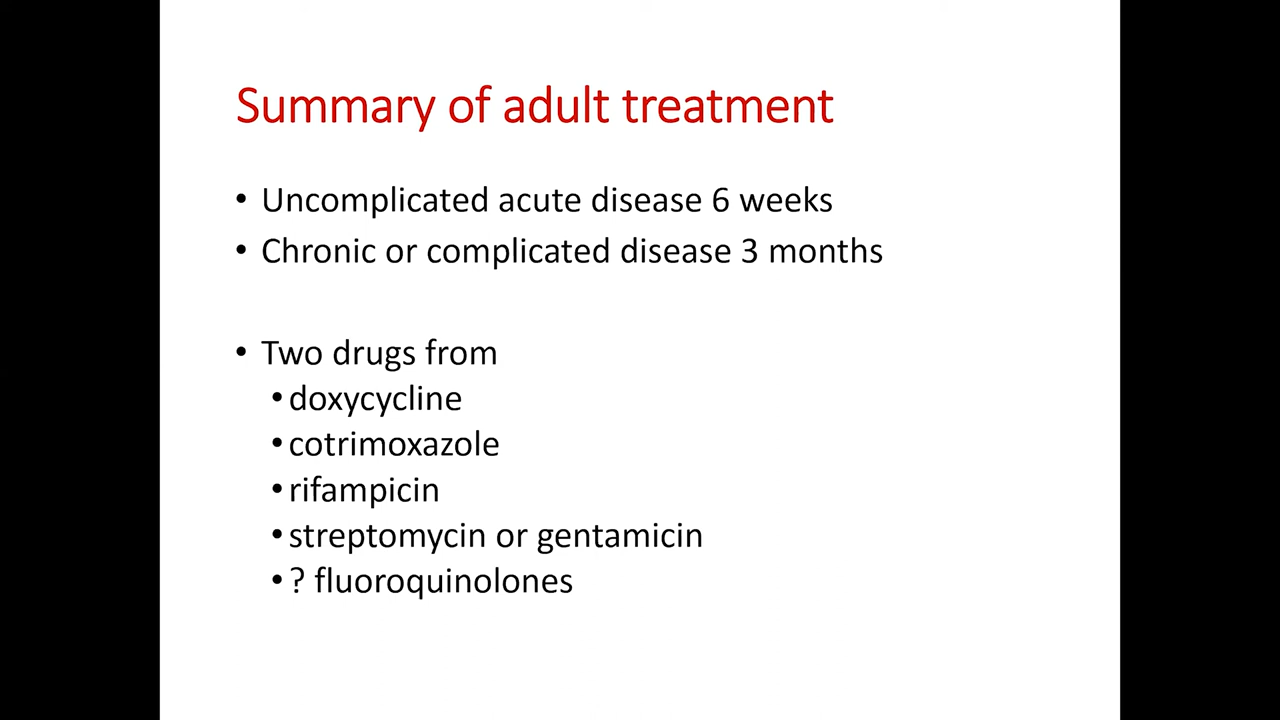 Summary of adult treatment
• Uncomplicated acute disease 6 weeks
• Chronic or complicated disease 3 months
• Two drugs from
• doxycycline
• cotrimoxazole
• rifampicin
• streptomycin or gentamicin
• ? fluoroquinolones